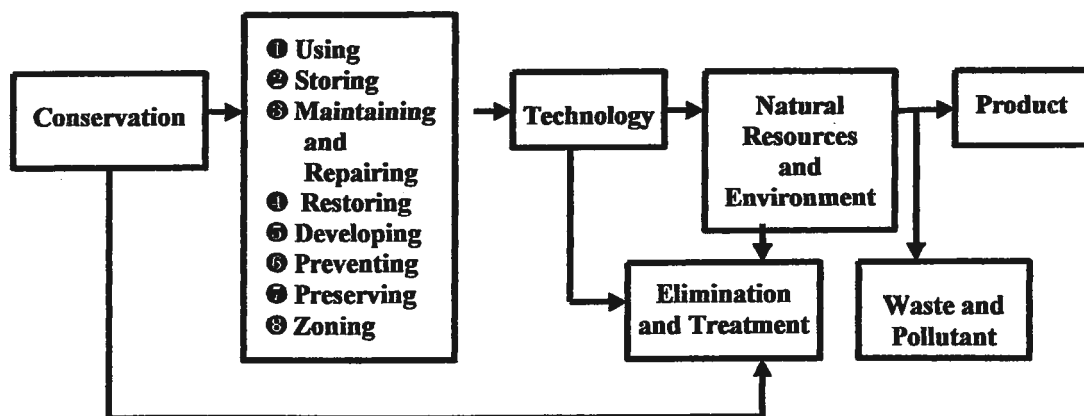 Conservation
❶ Using
❷ Storing
❸ Maintaining
and
Repairing
❹ Restoring
❺ Developing
❻ Preventing
❼ Preserving
❽ Zoning
Technology
Natural
Resources
and
Environment
Product
Elimination
and Treatment
Waste and
Pollutant